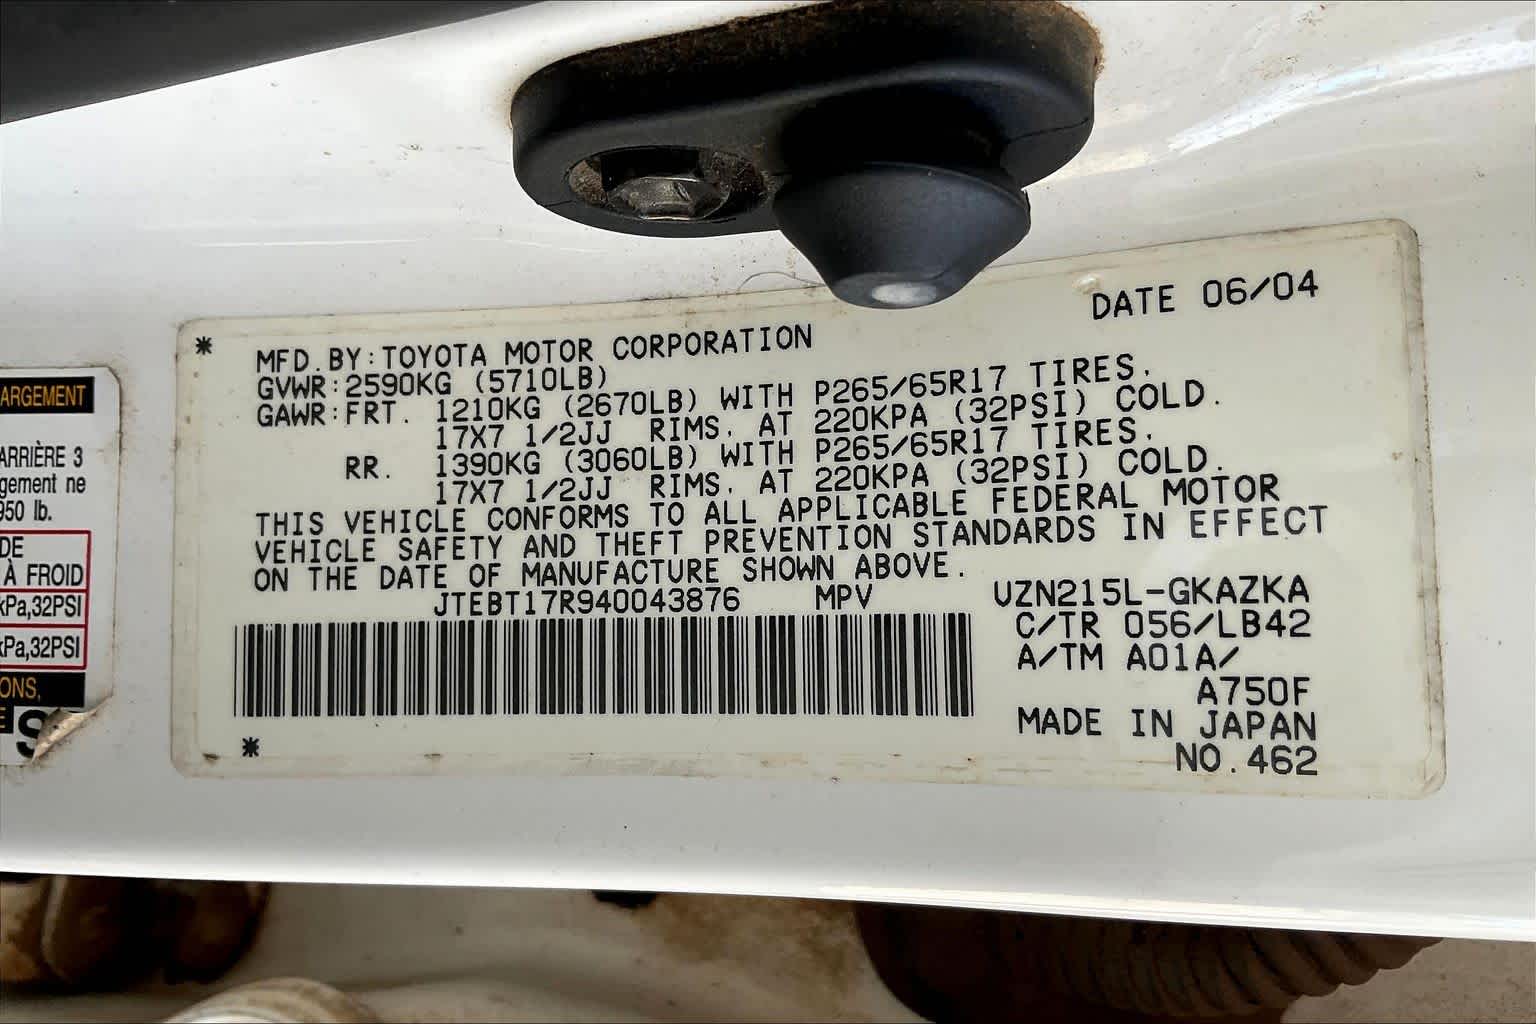 ARGEMENT
ARRIÈRE 3
gement ne
950 lb.
DE
À FROID
kPa,32PSI
kPa,32PSI
ONS,
E S
DATE 06/04
* MFD.BY:TOYOTA MOTOR CORPORATION
GVWR:2590KG (5710LB)
GAWR:FRT. 1210KG (2670LB) WITH P265/65R17 TIRES.
17X7 1/2JJ RIMS. AT 220KPA (32PSI) COLD.
RR. 1390KG (3060LB) WITH P265/65R17 TIRES.
17X7 1/2JJ RIMS. AT 220KPA (32PSI) COLD.
THIS VEHICLE CONFORMS TO ALL APPLICABLE FEDERAL MOTOR
VEHICLE SAFETY AND THEFT PREVENTION STANDARDS IN EFFECT
ON THE DATE OF MANUFACTURE SHOWN ABOVE.
JTEBT17R940043876 MPV UZN215L-GKAZKA
C/TR 056/LB42
A/TM A01A/
A750F
MADE IN JAPAN
* NO.462